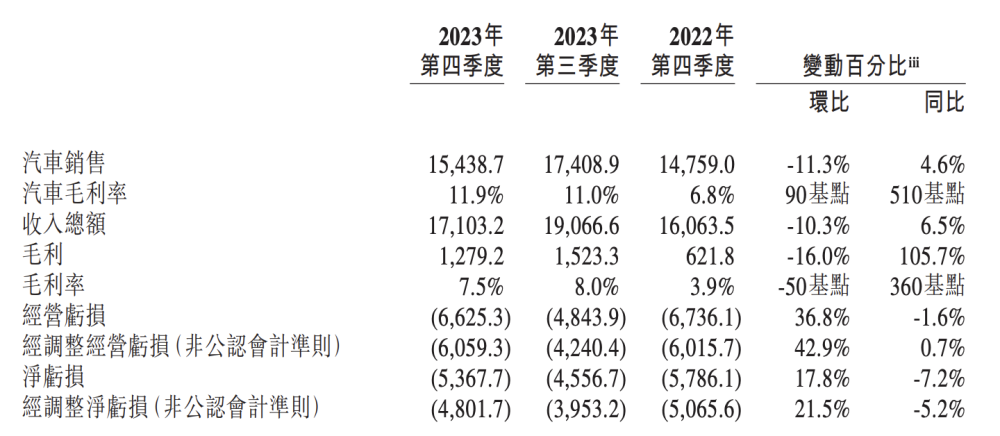 2023年 2023年 2022年
第四季度 第三季度 第四季度 變動百分比iii
環比 同比
汽車銷售 15,438.7 17,408.9 14,759.0 -11.3% 4.6%
汽車毛利率 11.9% 11.0% 6.8% 90基點 510基點
收入總額 17,103.2 19,066.6 16,063.5 -10.3% 6.5%
毛利 1,279.2 1,523.3 621.8 -16.0% 105.7%
毛利率 7.5% 8.0% 3.9% -50基點 360基點
經營虧損 (6,625.3) (4,843.9) (6,736.1) 36.8% -1.6%
經調整經營虧損(非公認會計準則) (6,059.3) (4,240.4) (6,015.7) 42.9% 0.7%
淨虧損 (5,367.7) (4,556.7) (5,786.1) 17.8% -7.2%
經調整淨虧損(非公認會計準則) (4,801.7) (3,953.2) (5,065.6) 21.5% -5.2%